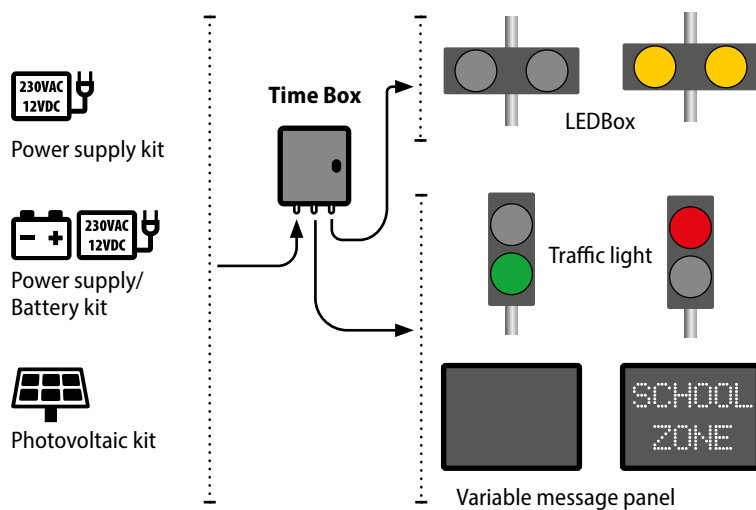 230VAC
12VDC
Power supply kit
230VAC
12VDC
Power supply/
Battery kit
Photovoltaic kit
Time Box
LEDBox
Traffic light
SCHOOL
ZONE
Variable message panel